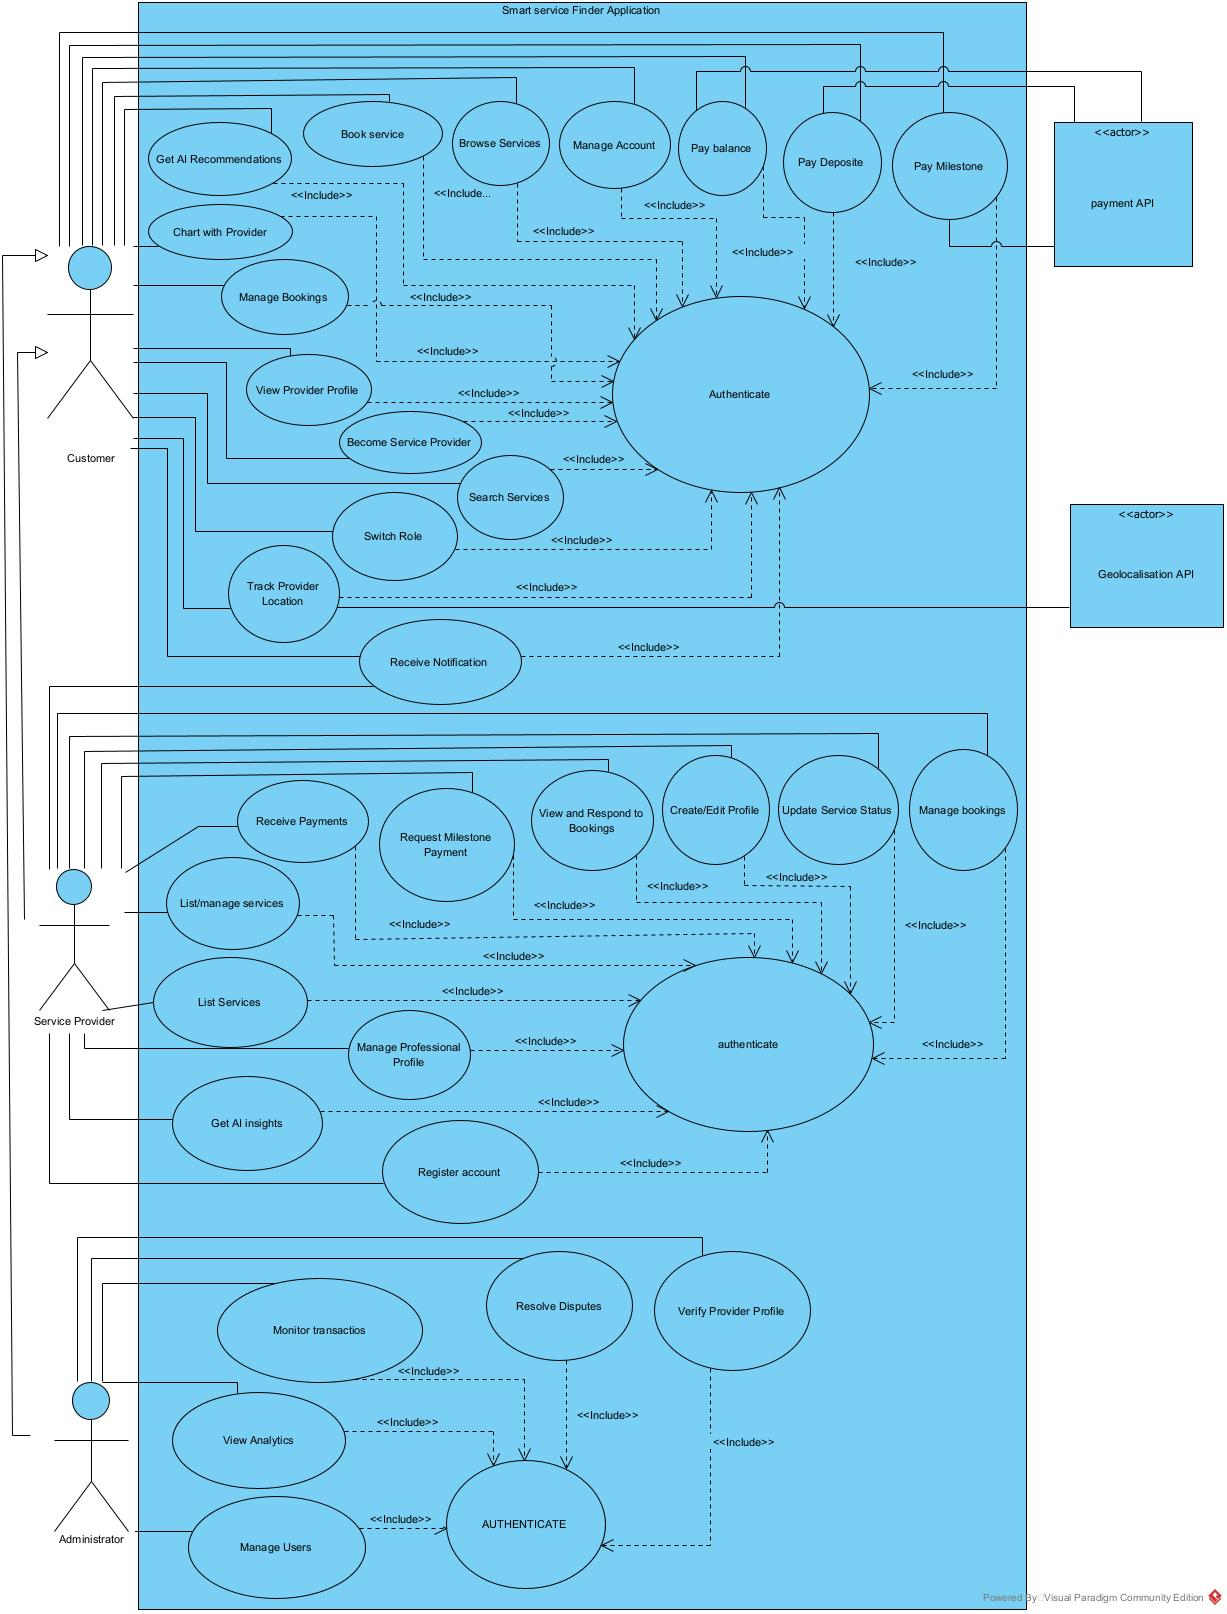 Smart service Finder Application
Book service
Browse Services
Manage Account
Pay balance
Pay Deposite
Pay Milestone
<<actor>>
payment API
Get AI Recommendations
<<Include>>
<<Include...
<<Include>>
<<Include>>
<<Include>>
<<Include>>
Chart with Provider
Manage Bookings
<<Include>>
<<Include>>
<<Include>>
View Provider Profile
<<Include>>
Authenticate
<<Include>>
Become Service Provider
Customer
<<Include>>
Search Services
<<actor>>
Geolocalisation API
Switch Role
<<Include>>
Track Provider
Location
<<Include>>
Receive Notification
<<Include>>
Receive Payments
Request Milestone
Payment
View and Respond to
Bookings
Create/Edit Profile
Update Service Status
Manage bookings
<<Include>>
<<Include>>
List/manage services
<<Include>>
<<Include>>
<<Include>>
<<Include>>
<<Include>>
List Services
Service Provider
<<Include>>
Manage Professional
Profile
authenticate
<<Include>>
Get AI insights
<<Include>>
Register account
<<Include>>
Resolve Disputes
Verify Provider Profile
Monitor transactios
<<Include>>
<<Include>>
<<Include>>
View Analytics
<<Include>>
<<Include>>
AUTHENTICATE
Administrator
Manage Users
Powered By Visual Paradigm Community Edition